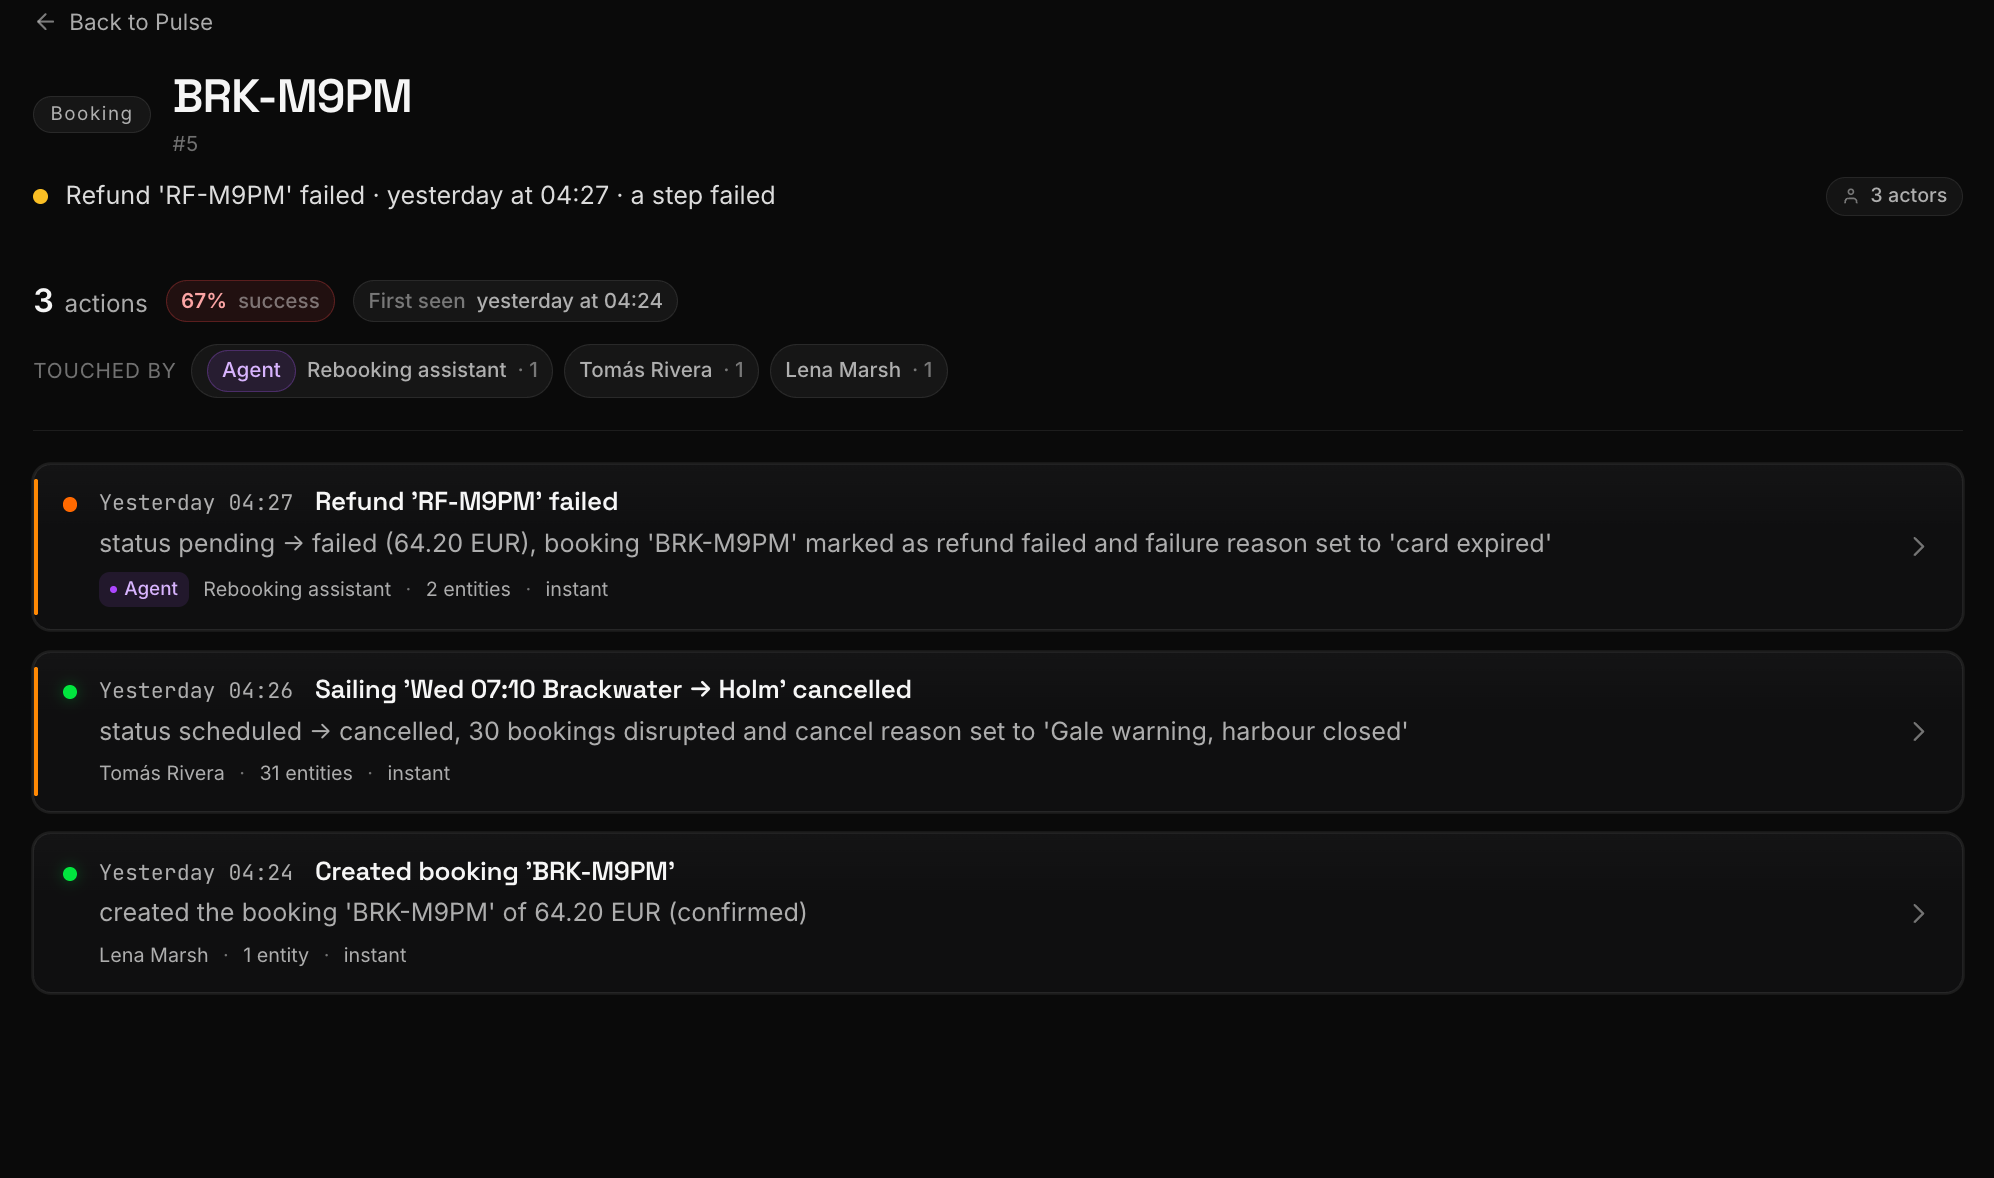 ← Back to Pulse
Booking
BRK-M9PM
#5
Refund 'RF-M9PM' failed · yesterday at 04:27 · a step failed
3 actors
3 actions 67% success First seen yesterday at 04:24
TOUCHED BY Agent Rebooking assistant · 1 Tomás Rivera · 1 Lena Marsh · 1
Yesterday 04:27 Refund 'RF-M9PM' failed
status pending → failed (64.20 EUR), booking 'BRK-M9PM' marked as refund failed and failure reason set to 'card expired'
Agent Rebooking assistant · 2 entities · instant
Yesterday 04:26 Sailing 'Wed 07:10 Brackwater → Holm' cancelled
status scheduled → cancelled, 30 bookings disrupted and cancel reason set to 'Gale warning, harbour closed'
Tomás Rivera · 31 entities · instant
Yesterday 04:24 Created booking 'BRK-M9PM'
created the booking 'BRK-M9PM' of 64.20 EUR (confirmed)
Lena Marsh · 1 entity · instant